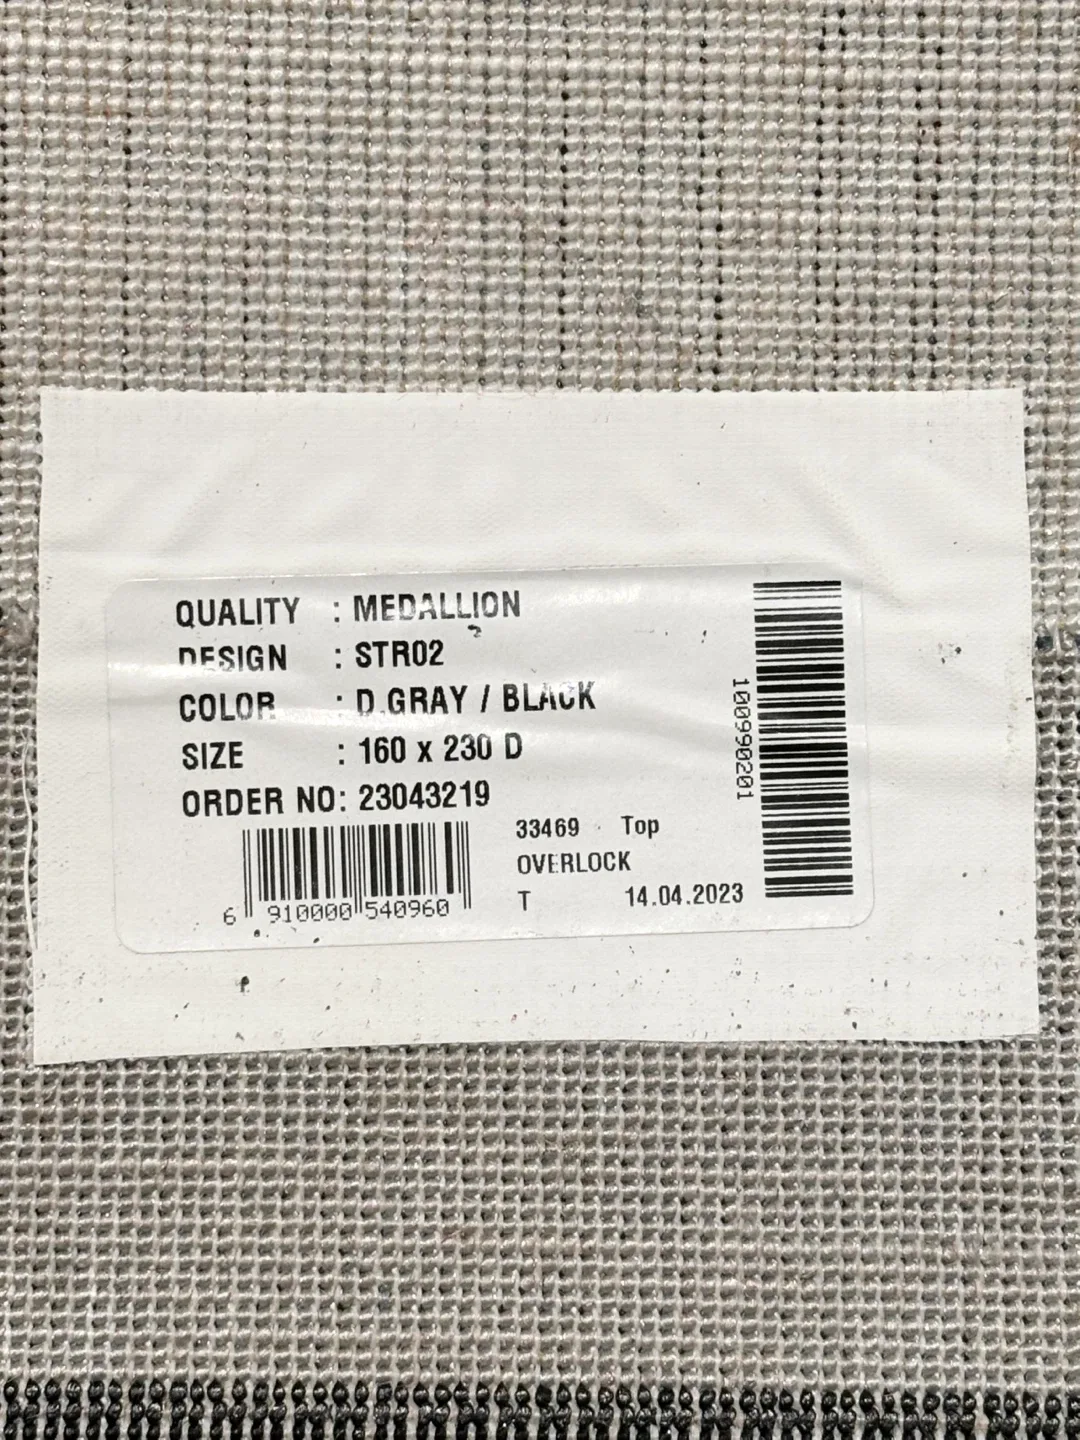 QUALITY : MEDALLION
DESIGN : STR02
COLOR : D.GRAY / BLACK
SIZE : 160 x 230 D
ORDER NO: 23043219
33469 Top
OVERLOCK
T 14.04.2023
6 910000 540960
100990201